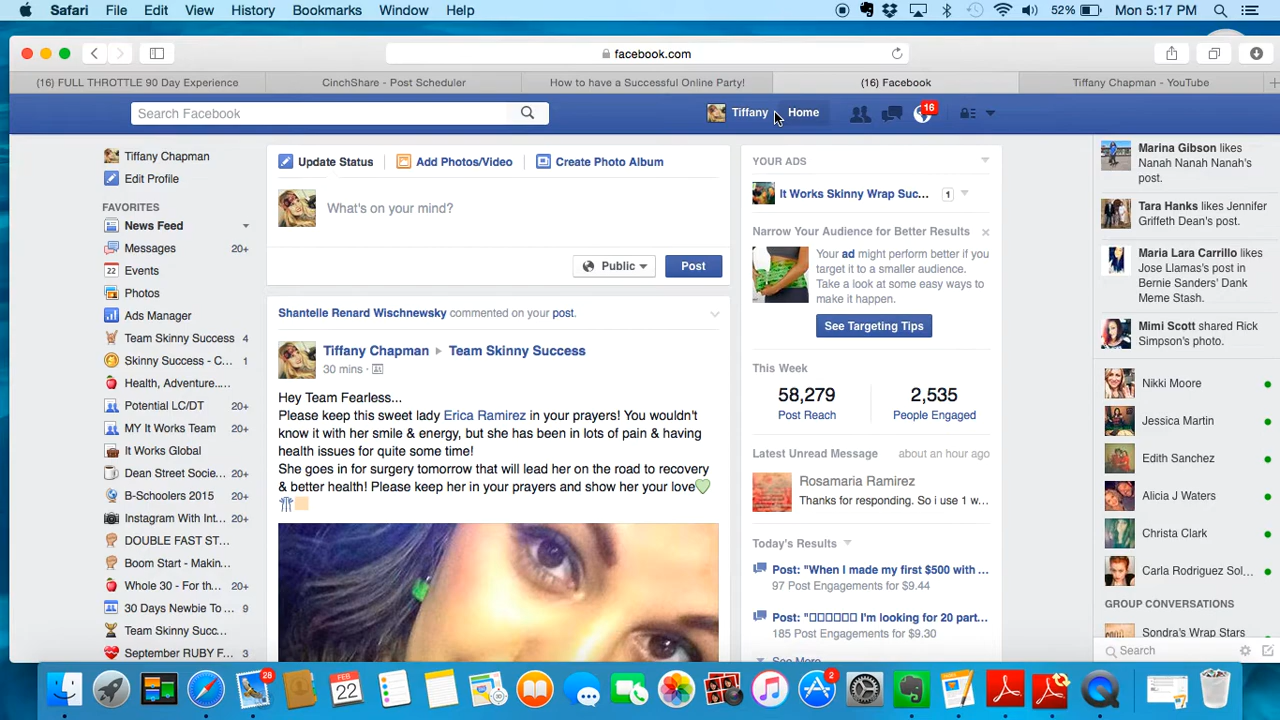 Safari File Edit View History Bookmarks Window Help 52% Mon 5:17 PM
facebook.com
(16) FULL THROTTLE 90 Day Experience CinchShare - Post Scheduler How to have a Successful Online Party! (16) Facebook Tiffany Chapman - YouTube
Search Facebook Tiffany Home 16
Tiffany Chapman
Edit Profile
FAVORITES
News Feed
Messages 20+
22 Events
Photos
Ads Manager
Team Skinny Success 4
Skinny Success - C... 1
Health, Adventure....
Potential LC/DT 20+
MY It Works Team 20+
It Works Global
Dean Street Socie... 20+
B-Schoolers 2015 20+
Instagram With Int... 20+
DOUBLE FAST ST...
Boom Start - Makin...
Whole 30 - For th... 20+
30 Days Newbie To ... 9
Team Skinny Succ...
September RUBY F... 3
Update Status Add Photos/Video Create Photo Album
What's on your mind?
Public Post
Shantelle Renard Wischnewsky commented on your post.
Tiffany Chapman Team Skinny Success
30 mins
Hey Team Fearless...
Please keep this sweet lady Erica Ramirez in your prayers! You wouldn't
know it with her smile & energy, but she has been in lots of pain & having
health issues for quite some time!
She goes in for surgery tomorrow that will lead her on the road to recovery
& better health! Please keep her in your prayers and show her your love
YOUR ADS
It Works Skinny Wrap Suc... 1
Narrow Your Audience for Better Results
Your ad might perform better if
you target it to a smaller audience.
Take a look at some easy ways to
make it happen.
See Targeting Tips
This Week
58,279 2,535
Post Reach People Engaged
Latest Unread Message about an hour ago
Rosamaria Ramirez
Thanks for responding. So i use 1 w...
Today's Results
Post: "When I made my first $500 with ...
97 Post Engagements for $9.44
Post: "□□□□□□ I'm looking for 20 part...
185 Post Engagements for $9.30
See More
Marina Gibson likes
Nanah Nanah Nanah's
post.
Tara Hanks likes Jennifer
Griffeth Dean's post.
Maria Lara Carrillo likes
Jose Llamas's post in
Bernie Sanders' Dank
Meme Stash.
Mimi Scott shared Rick
Simpson's photo.
Nikki Moore
Jessica Martin
Edith Sanchez
Alicia J Waters
Christa Clark
Carla Rodriguez Sol...
GROUP CONVERSATIONS
Sondra's Wrap Stars
Search
28 FEB 22 2